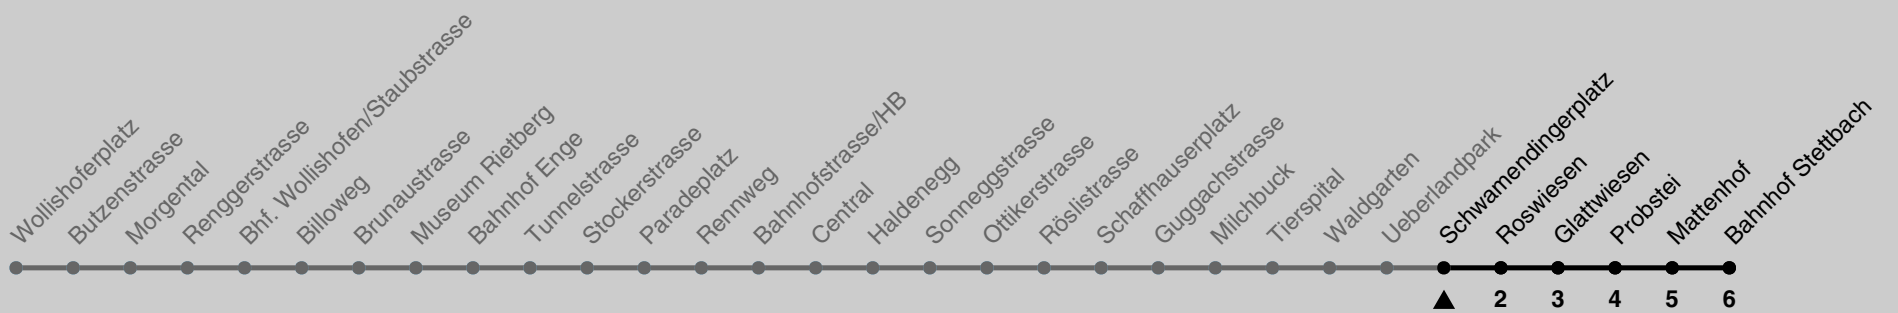 Wollishoferplatz
Butzenstrasse
Morgental
Renggerstrasse
Bhf. Wollishofen/Staubstrasse
Billoweg
Brunaustrasse
Museum Rietberg
Bahnhof Enge
Tunnelstrasse
Stockerstrasse
Paradeplatz
Rennweg
Bahnhofstrasse/HB
Central
Haldenegg
Sonneggstrasse
Ottikerstrasse
Röslistrasse
Schaffhauserplatz
Guggachstrasse
Milchbuck
Tierspital
Waldgarten
Ueberlandpark
Schwamendingerplatz
Roswiesen
Glattwiesen
Probstei
Mattenhof
Bahnhof Stettbach
2 3 4 5 6